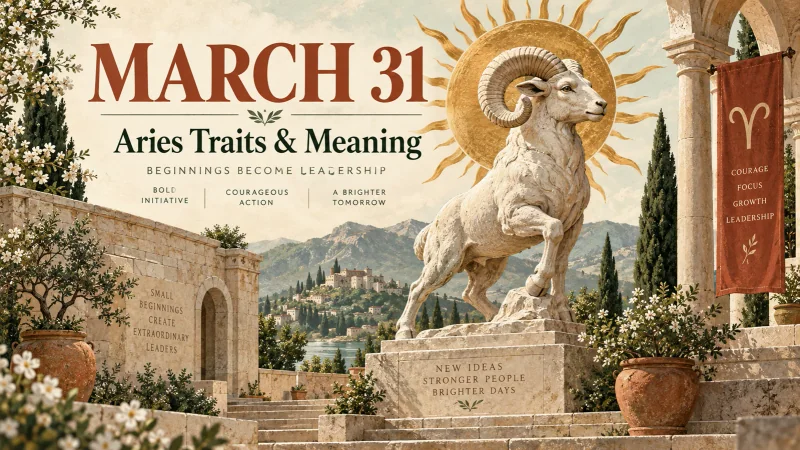 MARCH 31
Aries Traits & Meaning
BEGINNINGS BECOME LEADERSHIP
BOLD
INITIATIVE
COURAGEOUS
ACTION
A BRIGHTER
TOMORROW
SMALL
BEGINNINGS
CREATE
EXTRAORDINARY
LEADERS
NEW IDEAS
STRONGER PEOPLE
BRIGHTER DAYS
COURAGE
FOCUS
GROWTH
LEADERSHIP